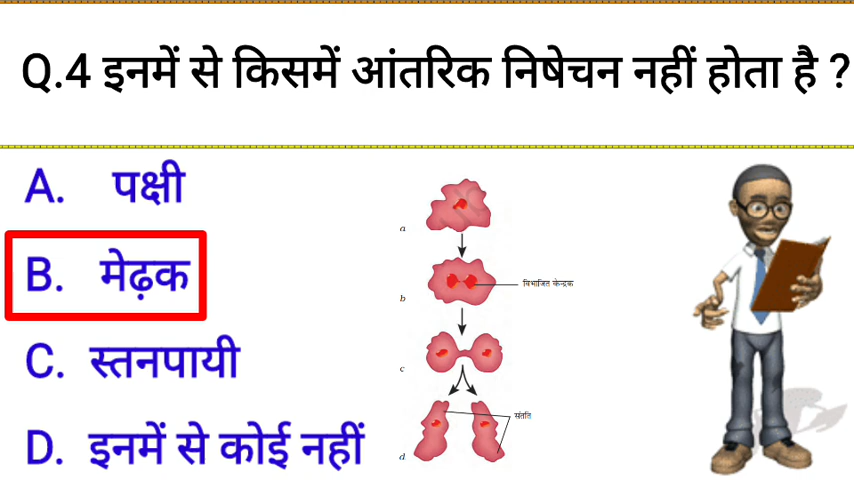 Q.4 इनमें से किसमें आंतरिक निषेचन नहीं होता है ?
A. पक्षी
B. मेढ़क
C. स्तनपायी
D. इनमें से कोई नहीं
a
b
विभाजित केन्द्रक
c
संतति
d